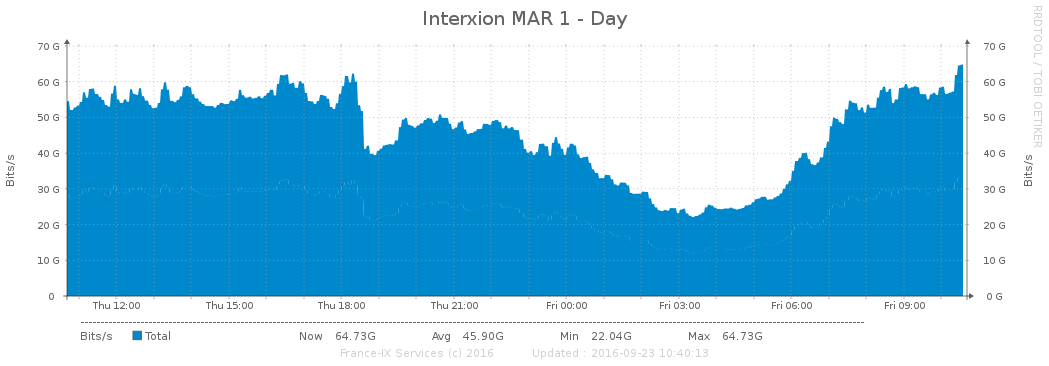 Interxion MAR 1 - Day
RRDTOOL / TOBI OETIKER
70 G 70 G
60 G 60 G
50 G 50 G
40 G 40 G
30 G 30 G
20 G 20 G
10 G 10 G
0 0 G
Bits/s
Bits/s
Thu 12:00 Thu 15:00 Thu 18:00 Thu 21:00 Fri 00:00 Fri 03:00 Fri 06:00 Fri 09:00
Bits/s Total Now 64.73G Avg 45.90G Min 22.04G Max 64.73G
France-IX Services (c) 2016 Updated : 2016-09-23 10:40:13